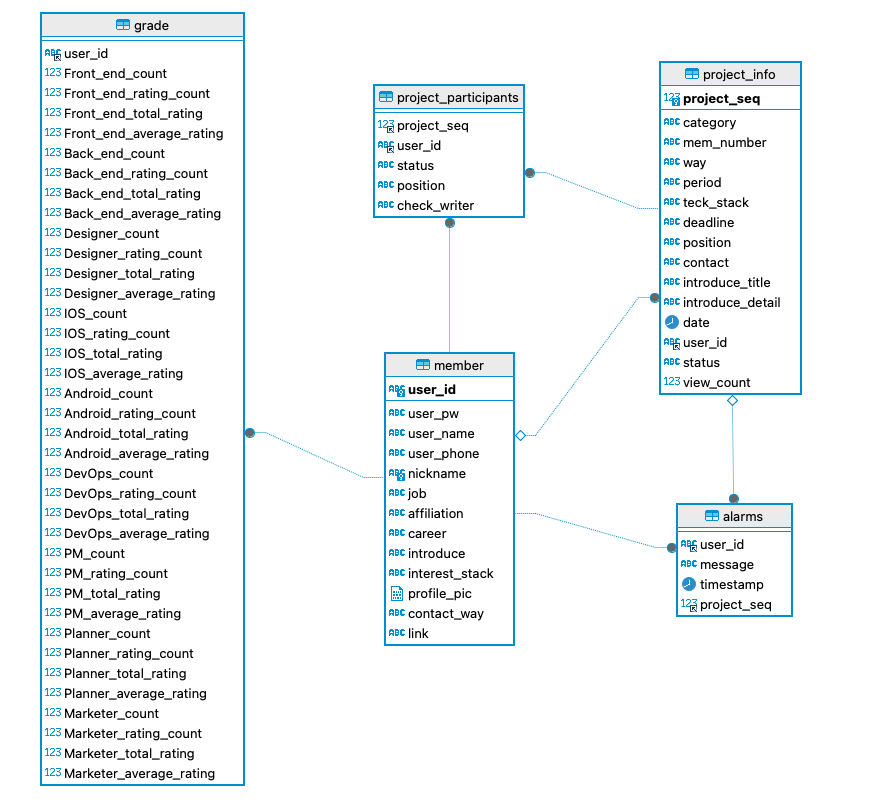 grade
user_id
Front_end_count
Front_end_rating_count
Front_end_total_rating
Front_end_average_rating
Back_end_count
Back_end_rating_count
Back_end_total_rating
Back_end_average_rating
Designer_count
Designer_rating_count
Designer_total_rating
Designer_average_rating
IOS_count
IOS_rating_count
IOS_total_rating
IOS_average_rating
Android_count
Android_rating_count
Android_total_rating
Android_average_rating
DevOps_count
DevOps_rating_count
DevOps_total_rating
DevOps_average_rating
PM_count
PM_rating_count
PM_total_rating
PM_average_rating
Planner_count
Planner_rating_count
Planner_total_rating
Planner_average_rating
Marketer_count
Marketer_rating_count
Marketer_total_rating
Marketer_average_rating
project_participants
project_seq
user_id
status
position
check_writer
member
user_id
user_pw
user_name
user_phone
nickname
job
affiliation
career
introduce
interest_stack
profile_pic
contact_way
link
project_info
project_seq
category
mem_number
way
period
teck_stack
deadline
position
contact
introduce_title
introduce_detail
date
user_id
status
view_count
alarms
user_id
message
timestamp
project_seq